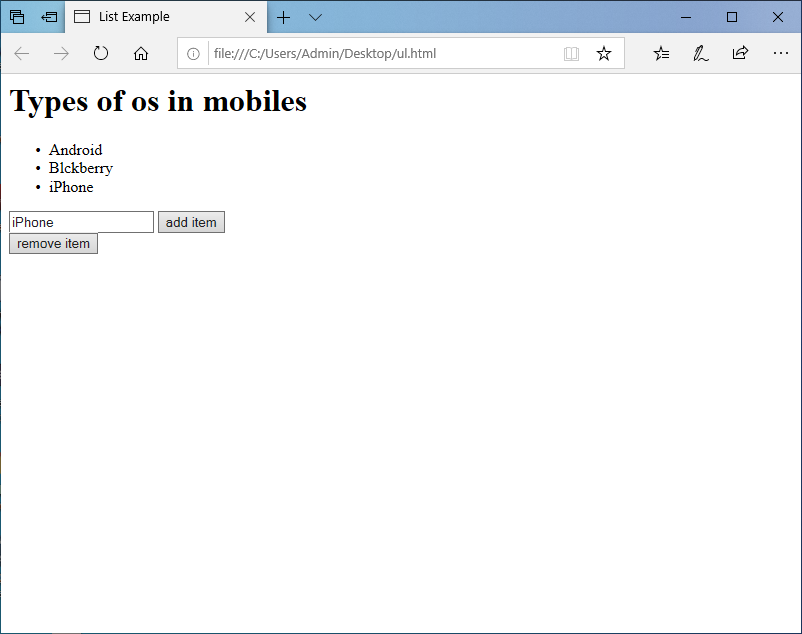 List Example
file:///C:/Users/Admin/Desktop/ul.html
Types of os in mobiles
• Android
• Blckberry
• iPhone
iPhone add item
remove item